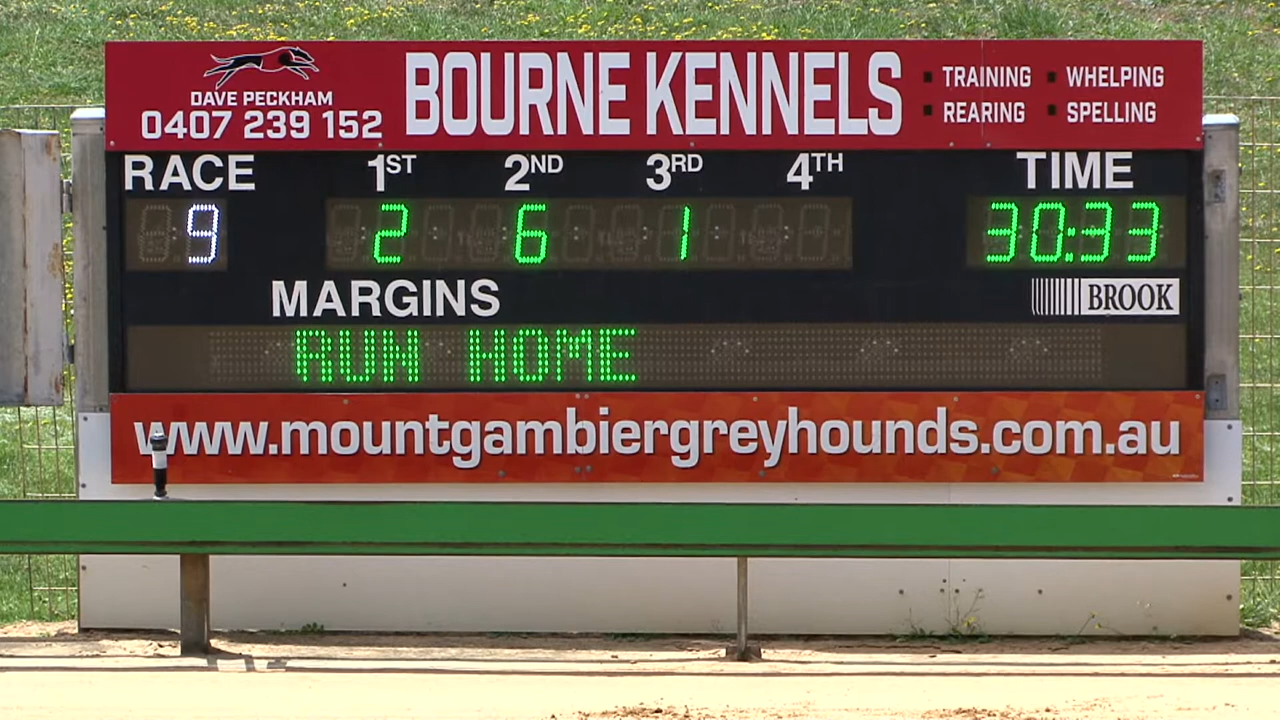 BOURNE KENNELS
DAVE PECKHAM
0407 239 152
TRAINING WHELPING
REARING SPELLING
RACE 1ST 2ND 3RD 4TH TIME
9 2 6 1 30:33
MARGINS BROOK
RUN HOME
www.mountgambiergreyhounds.com.au